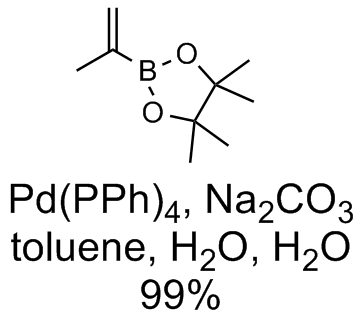 O
B
O
Pd(PPh)₄, Na₂CO₃
toluene, H₂O, H₂O
99%